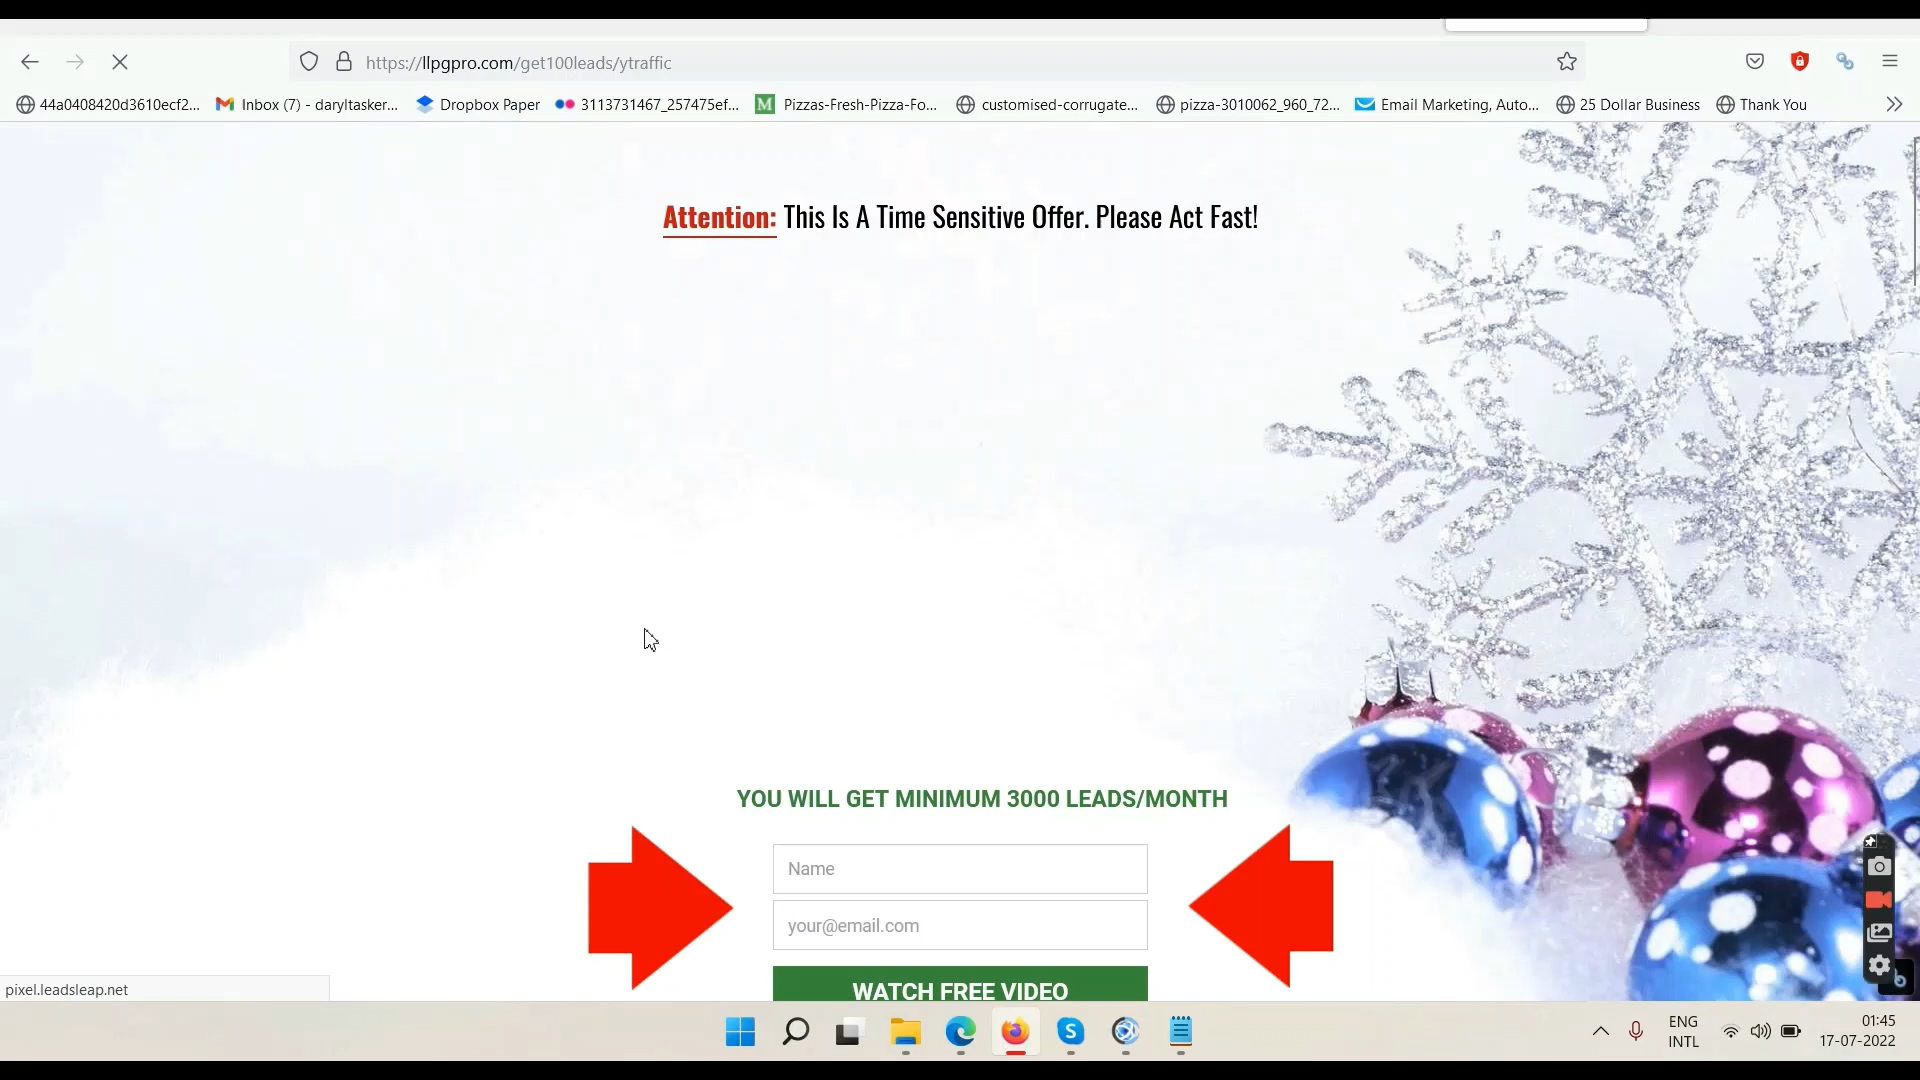 https://llpgpro.com/get100leads/ytraffic
44a0408420d3610ecf2...
Inbox (7) - daryltasker...
Dropbox Paper
3113731467_257475ef...
M
Pizzas-Fresh-Pizza-Fo...
customised-corrugate...
pizza-3010062_960_72...
Email Marketing, Auto...
25 Dollar Business
Thank You
Attention: This Is A Time Sensitive Offer. Please Act Fast!
YOU WILL GET MINIMUM 3000 LEADS/MONTH
Name
your@email.com
WATCH FREE VIDEO
pixel.leadsleap.net
S
ENG
INTL
01:45
17-07-2022